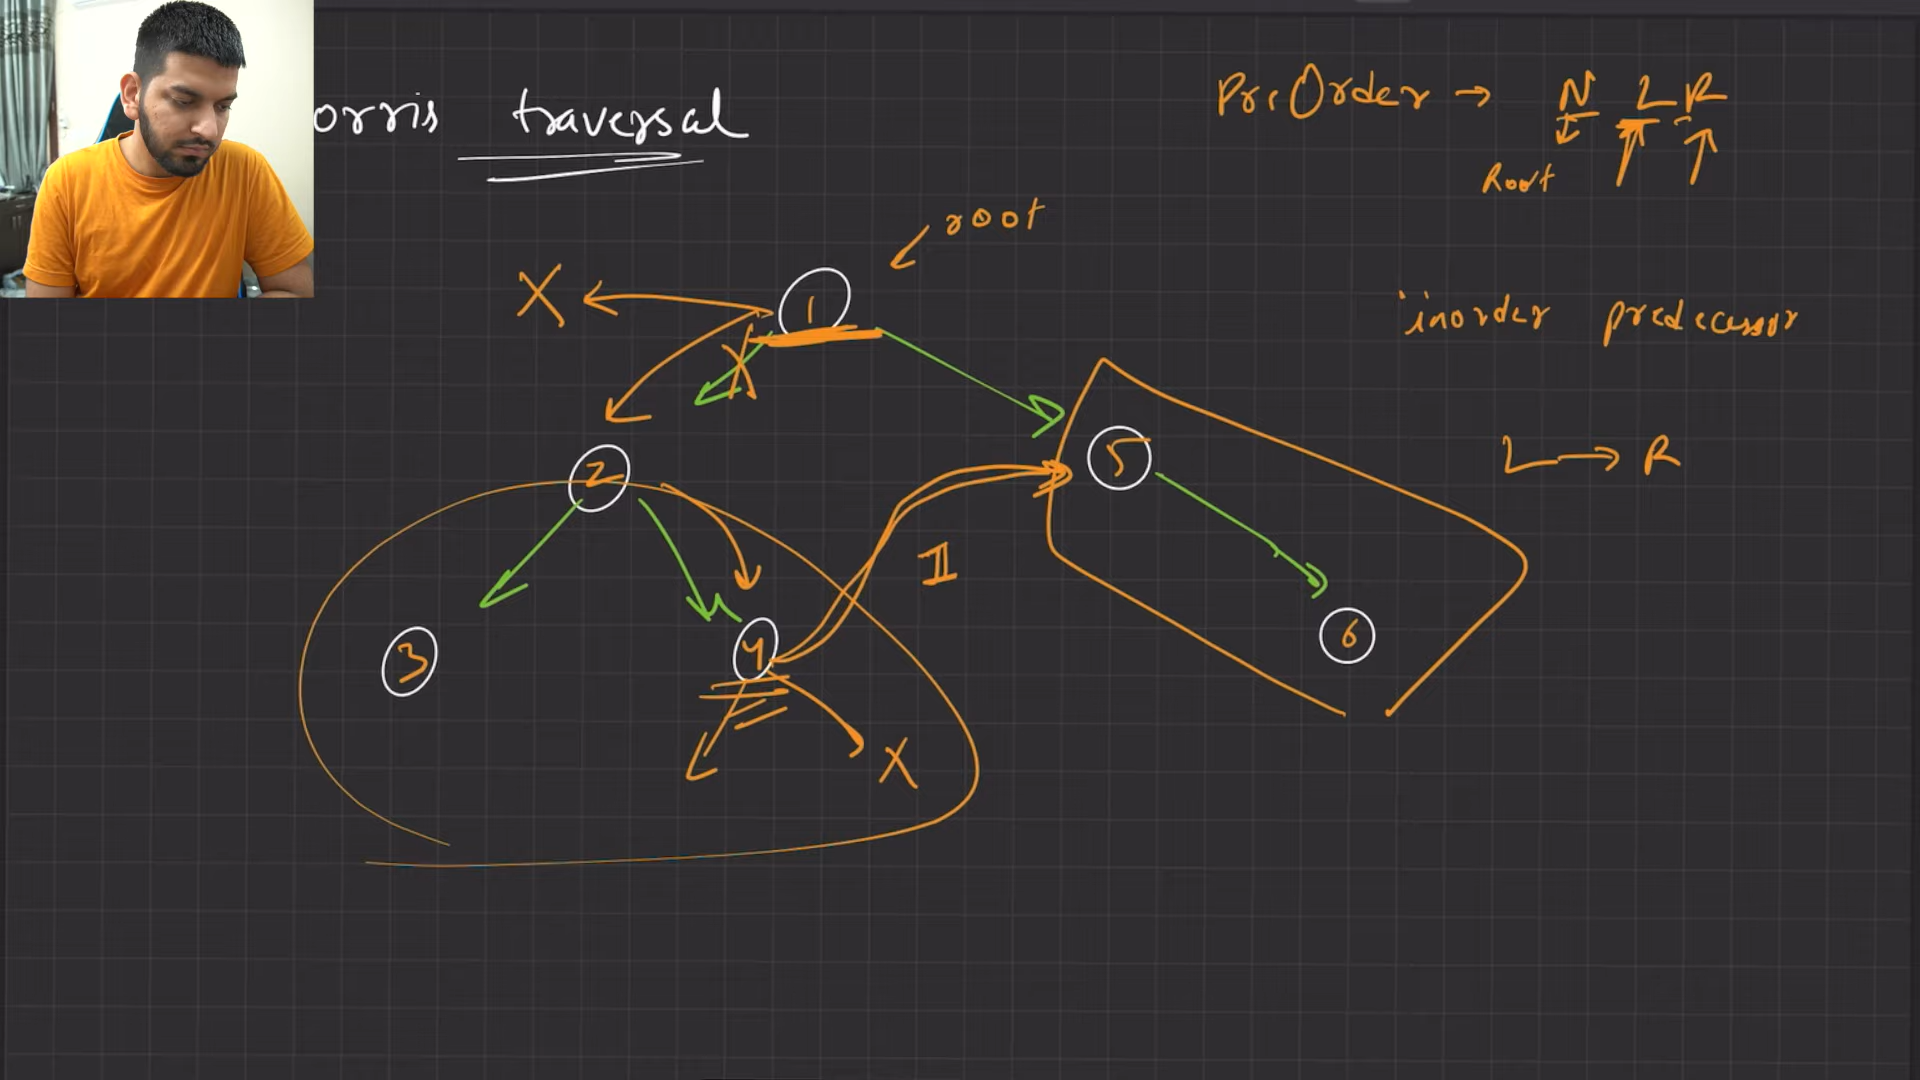 orris traversal
PreOrder → N L R
Root
root
X
1
inorder predecessor
X
2
5
L → R
II
3
4
6
X